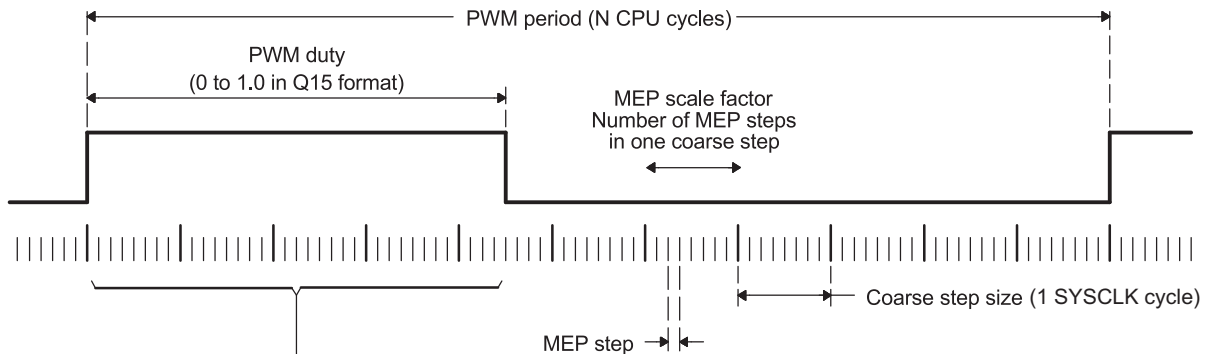 PWM period (N CPU cycles)
PWM duty
(0 to 1.0 in Q15 format)
MEP scale factor
Number of MEP steps
in one coarse step
Coarse step size (1 SYSCLK cycle)
MEP step